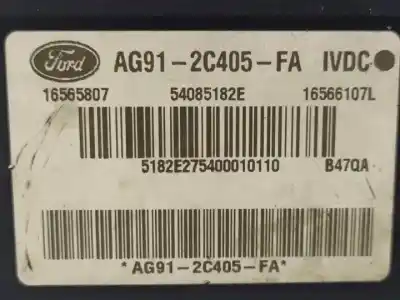 Ford AG91-2C405-FA IVDC
16565807 54085182E 16566107L
5182E275400010110 B47QA
*AG91-2C405-FA*